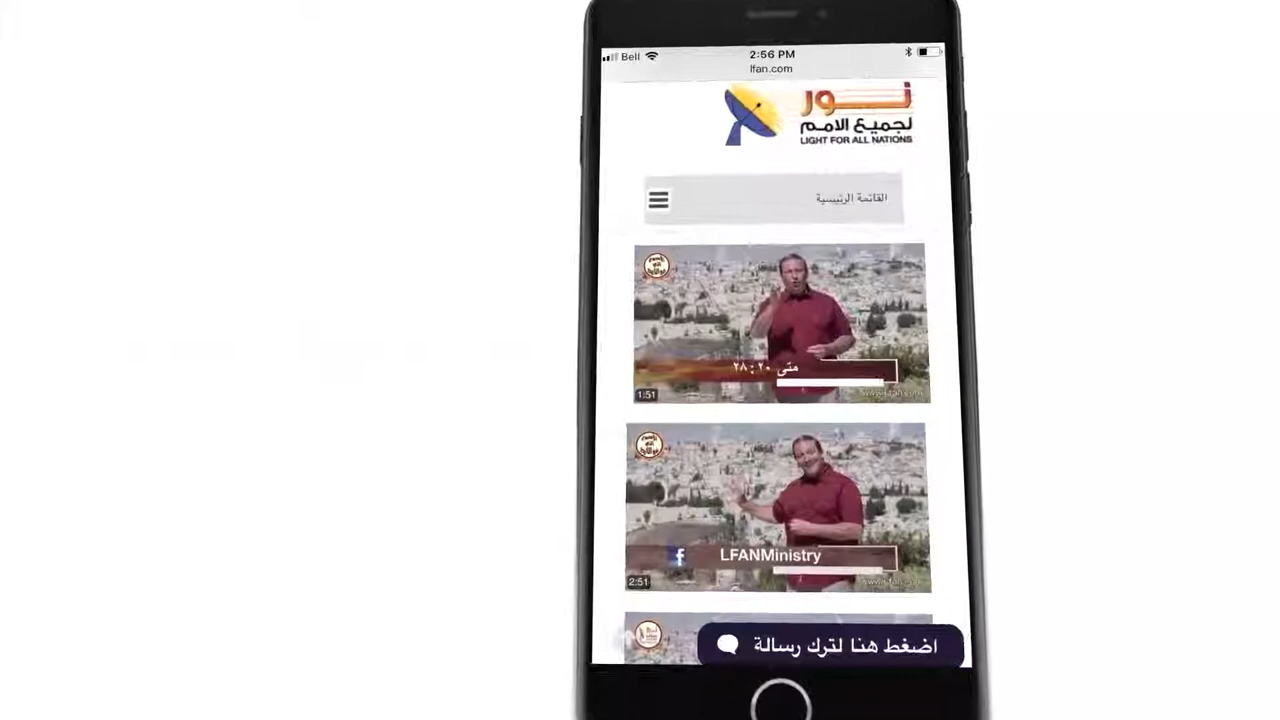 Bell
2:56 PM
lfan.com
نور
لجميع الامم
LIGHT FOR ALL NATIONS
القائمة الرئيسية
متى ٢٠:٢٨
1:51
LFANMinistry
2:51
اضغط هنا لترك رسالة